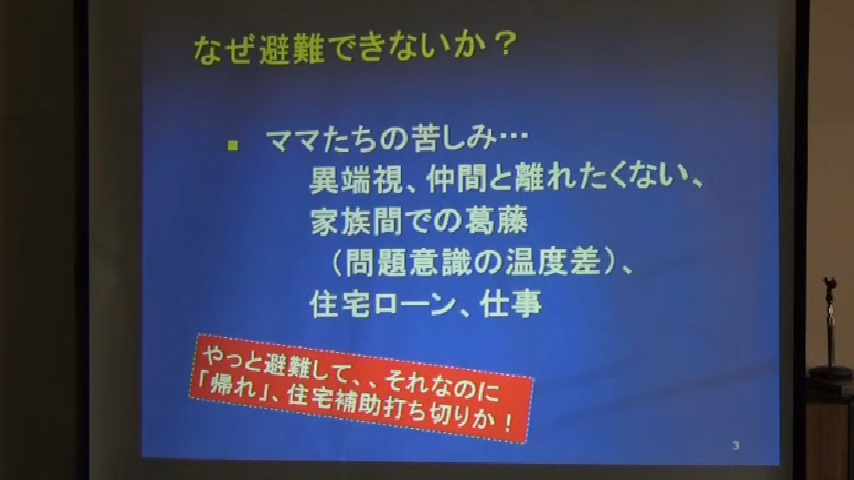 なぜ避難できないか？
■ ママたちの苦しみ…
異端視、仲間と離れたくない、
家族間での葛藤
（問題意識の温度差）、
住宅ローン、仕事
やっと避難して、、それなのに
「帰れ」、住宅補助打ち切りか！
3